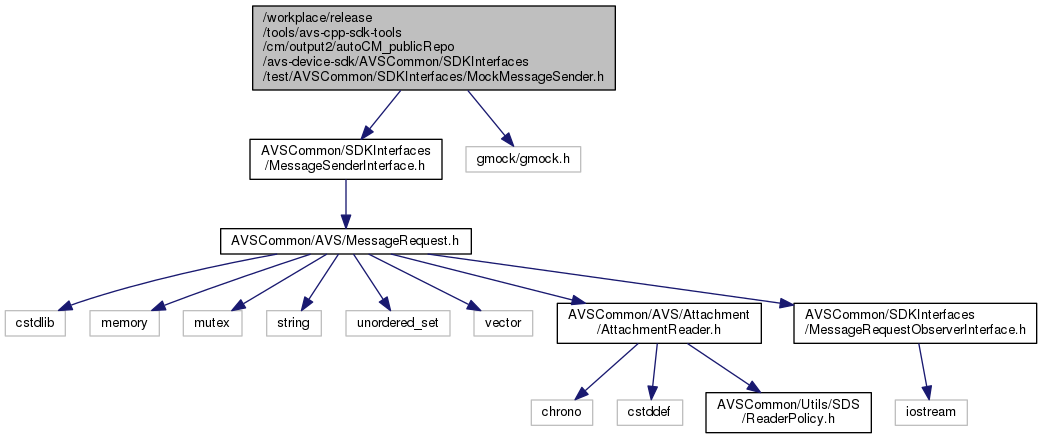 /workplace/release
/tools/avs-cpp-sdk-tools
/cm/output2/autoCM_publicRepo
/avs-device-sdk/AVSCommon/SDKInterfaces
/test/AVSCommon/SDKInterfaces/MockMessageSender.h
AVSCommon/SDKInterfaces
/MessageSenderInterface.h
gmock/gmock.h
AVSCommon/AVS/MessageRequest.h
cstdlib
memory
mutex
string
unordered_set
vector
AVSCommon/AVS/Attachment
/AttachmentReader.h
AVSCommon/SDKInterfaces
/MessageRequestObserverInterface.h
chrono
cstddef
AVSCommon/Utils/SDS
/ReaderPolicy.h
iostream